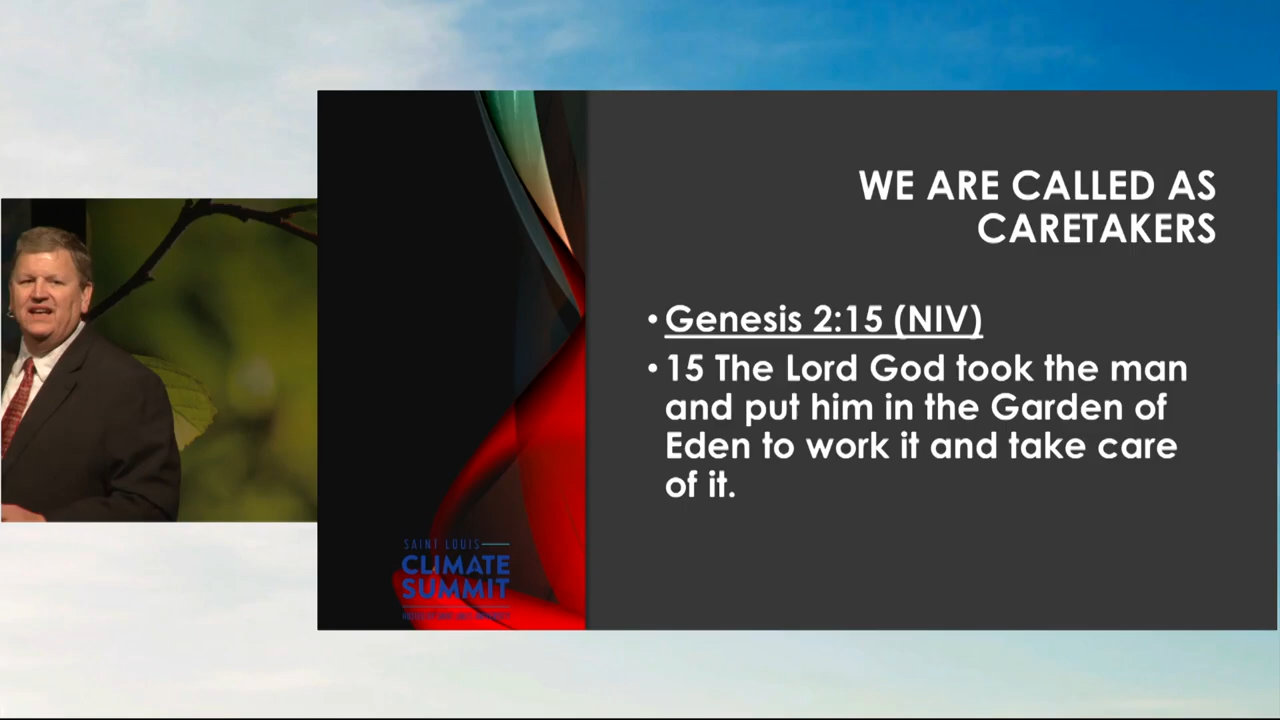 WE ARE CALLED AS
CARETAKERS
• Genesis 2:15 (NIV)
• 15 The Lord God took the man
and put him in the Garden of
Eden to work it and take care
of it.
SAINT LOUIS
CLIMATE
SUMMIT